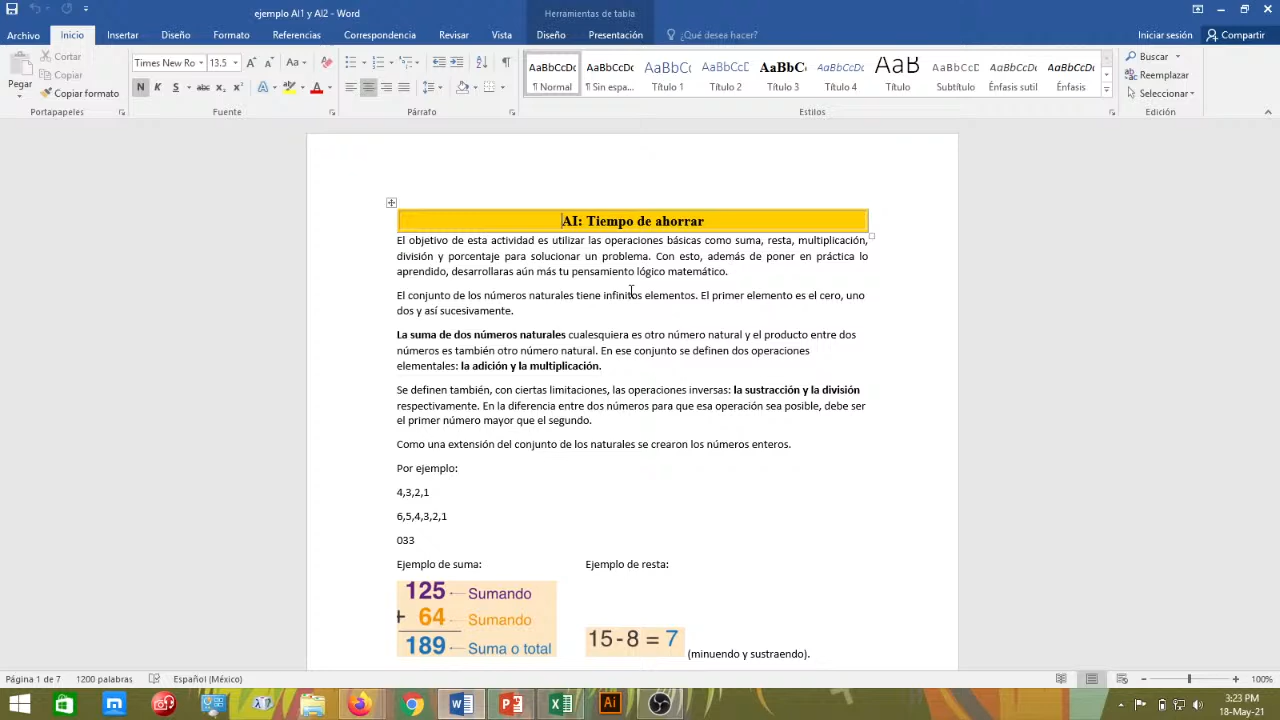 ejemplo AI1 y AI2 - Word
Herramientas de tabla
Archivo Inicio Insertar Diseño Formato Referencias Correspondencia Revisar Vista Diseño Presentación ¿Qué desea hacer? Iniciar sesión Compartir
Pegar
Cortar
Copiar
Copiar formato
Portapapeles
Times New Ro 13.5
N K S abc x₂ x²
Fuente
Párrafo
AaBbCcDc AaBbCcDc AaBbCc AaBbCcD AaBbC AaBbCcDc AaB AaBbCcD AaBbCcDc AaBbCcDc
¶ Normal ¶ Sin espa... Título 1 Título 2 Título 3 Título 4 Título Subtítulo Énfasis sutil Énfasis
Estilos
Buscar
Reemplazar
Seleccionar
Edición
AI: Tiempo de ahorrar
El objetivo de esta actividad es utilizar las operaciones básicas como suma, resta, multiplicación,
división y porcentaje para solucionar un problema. Con esto, además de poner en práctica lo
aprendido, desarrollaras aún más tu pensamiento lógico matemático.
El conjunto de los números naturales tiene infinitos elementos. El primer elemento es el cero, uno
dos y así sucesivamente.
La suma de dos números naturales cualesquiera es otro número natural y el producto entre dos
números es también otro número natural. En ese conjunto se definen dos operaciones
elementales: la adición y la multiplicación.
Se definen también, con ciertas limitaciones, las operaciones inversas: la sustracción y la división
respectivamente. En la diferencia entre dos números para que esa operación sea posible, debe ser
el primer número mayor que el segundo.
Como una extensión del conjunto de los naturales se crearon los números enteros.
Por ejemplo:
4,3,2,1
6,5,4,3,2,1
033
Ejemplo de suma: Ejemplo de resta:
125 ← Sumando
+ 64 ← Sumando
189 ← Suma o total
15 - 8 = 7 (minuendo y sustraendo).
Página 1 de 7 1200 palabras Español (México) 100%
3:23 PM
18-May-21